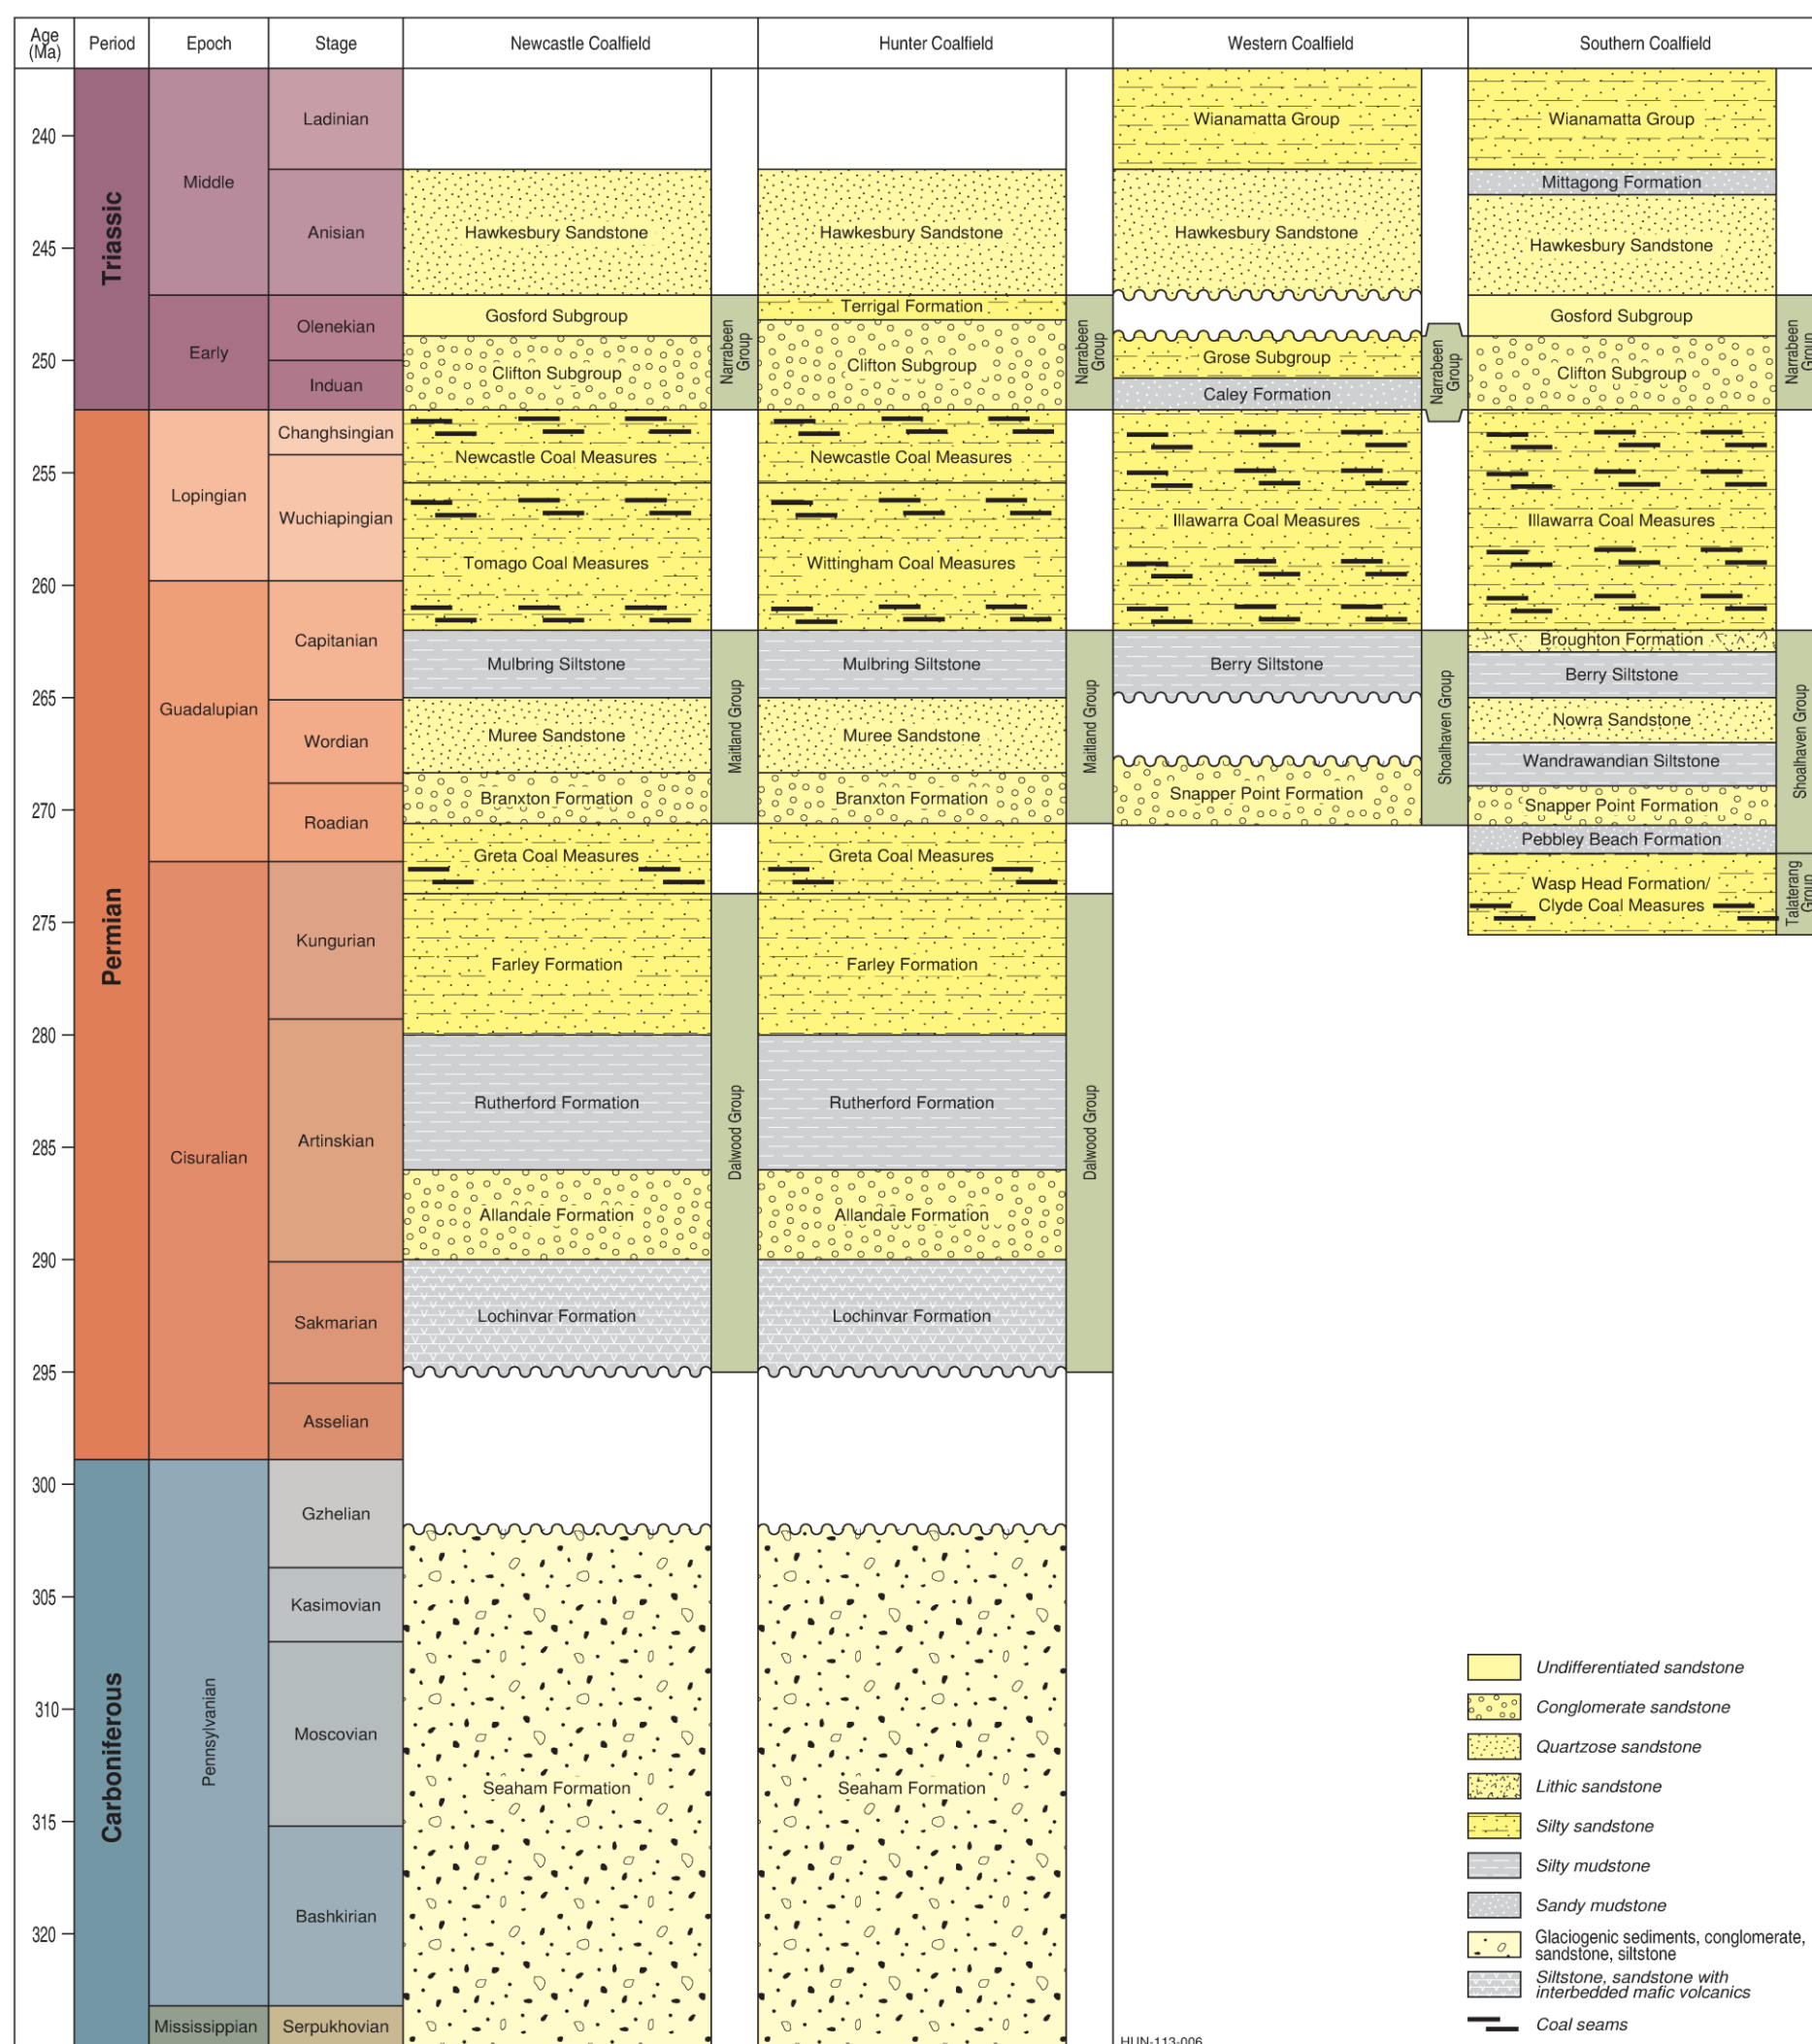 Age
(Ma)
Period
Epoch
Stage
Newcastle Coalfield
Hunter Coalfield
Western Coalfield
Southern Coalfield
240
245
250
255
260
265
270
275
280
285
290
295
300
305
310
315
320
Triassic
Permian
Carboniferous
Middle
Early
Lopingian
Guadalupian
Cisuralian
Pennsylvanian
Mississippian
Ladinian
Anisian
Olenekian
Induan
Changhsingian
Wuchiapingian
Capitanian
Wordian
Roadian
Kungurian
Artinskian
Sakmarian
Asselian
Gzhelian
Kasimovian
Moscovian
Bashkirian
Serpukhovian
Hawkesbury Sandstone
Gosford Subgroup
Clifton Subgroup
Newcastle Coal Measures
Tomago Coal Measures
Mulbring Siltstone
Muree Sandstone
Branxton Formation
Greta Coal Measures
Farley Formation
Rutherford Formation
Allandale Formation
Lochinvar Formation
Seaham Formation
Narrabeen
Group
Maitland Group
Dalwood Group
Hawkesbury Sandstone
Terrigal Formation
Clifton Subgroup
Newcastle Coal Measures
Wittingham Coal Measures
Mulbring Siltstone
Muree Sandstone
Branxton Formation
Greta Coal Measures
Farley Formation
Rutherford Formation
Allandale Formation
Lochinvar Formation
Seaham Formation
Narrabeen
Group
Maitland Group
Dalwood Group
Wianamatta Group
Hawkesbury Sandstone
Grose Subgroup
Caley Formation
Illawarra Coal Measures
Berry Siltstone
Snapper Point Formation
Narrabeen
Group
Shoalhaven Group
Wianamatta Group
Mittagong Formation
Hawkesbury Sandstone
Gosford Subgroup
Clifton Subgroup
Illawarra Coal Measures
Broughton Formation
Berry Siltstone
Nowra Sandstone
Wandrawandian Siltstone
Snapper Point Formation
Pebbley Beach Formation
Wasp Head Formation/
Clyde Coal Measures
Narrabeen
Group
Shoalhaven Group
Talaterang
Group
Undifferentiated sandstone
Conglomerate sandstone
Quartzose sandstone
Lithic sandstone
Silty sandstone
Silty mudstone
Sandy mudstone
Glaciogenic sediments, conglomerate,
sandstone, siltstone
Siltstone, sandstone with
interbedded mafic volcanics
Coal seams
HUN-113-006